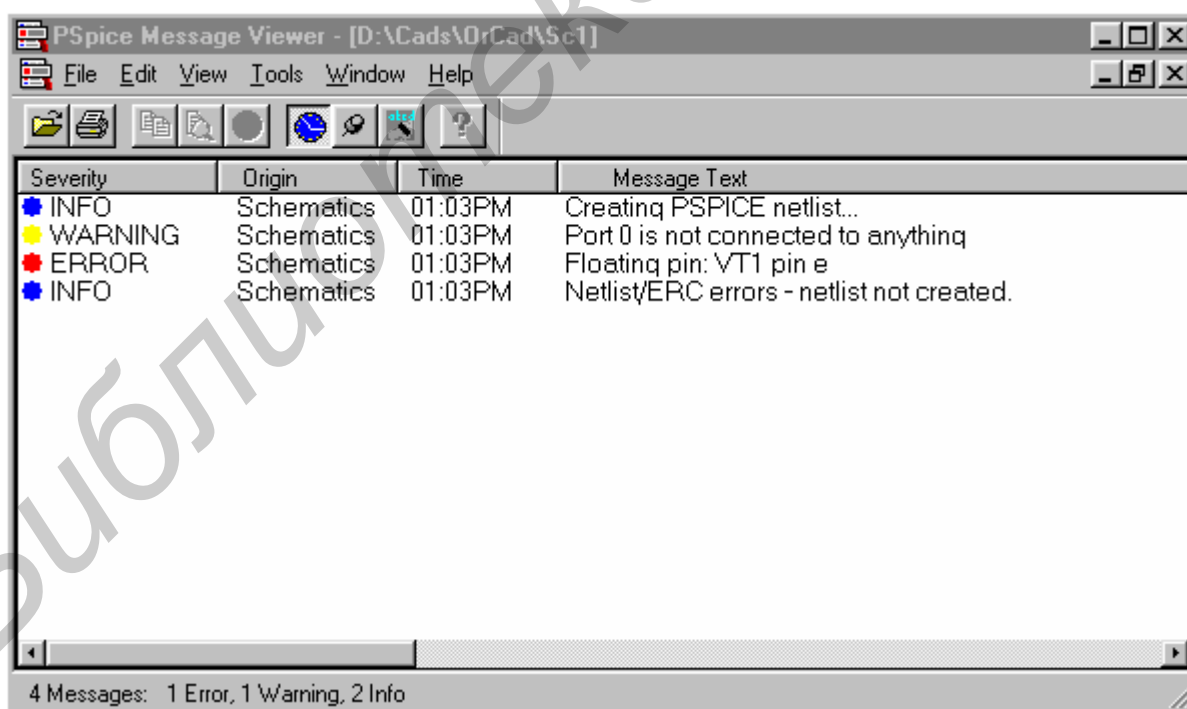 PSpice Message Viewer - [D:\Cads\OrCad\Sc1]
File Edit View Tools Window Help
abcd
Severity Origin Time Message Text
INFO Schematics 01:03PM Creating PSPICE netlist...
WARNING Schematics 01:03PM Port 0 is not connected to anything
ERROR Schematics 01:03PM Floating pin: VT1 pin e
INFO Schematics 01:03PM Netlist/ERC errors - netlist not created.
4 Messages: 1 Error, 1 Warning, 2 Info